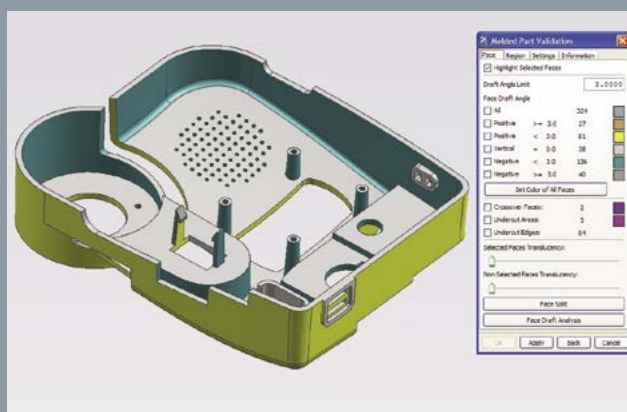 Molded Part Validation
Face Region Settings Information
Highlight Selected Faces
Draft Angle Limit 3.0000
Face Draft Angle
All 324
Positive >= 3.0 27
Positive < 3.0 81
Vertical = 0.0 38
Negative < 3.0 136
Negative >= 3.0 40
Set Color of All Faces
Crossover Faces: 2
Undercut Areas: 5
Undercut Edges: 84
Selected Faces Translucency:
Non Selected Faces Translucency:
Face Split
Face Draft Analysis
OK Apply Back Cancel